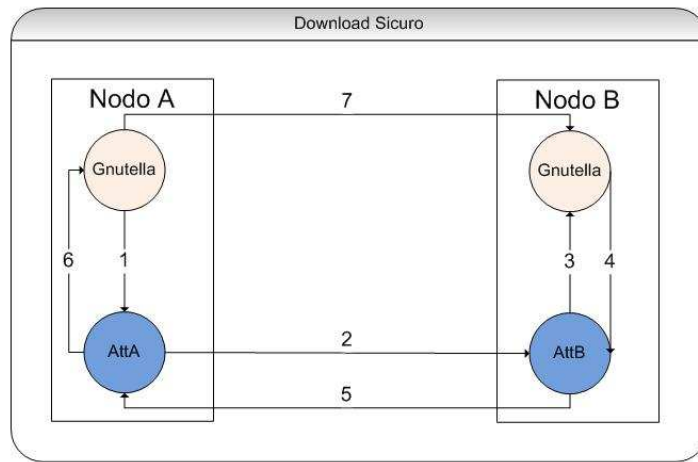 Download Sicuro
Nodo A
Nodo B
7
Gnutella
Gnutella
6
1
3
4
AttA
2
AttB
5